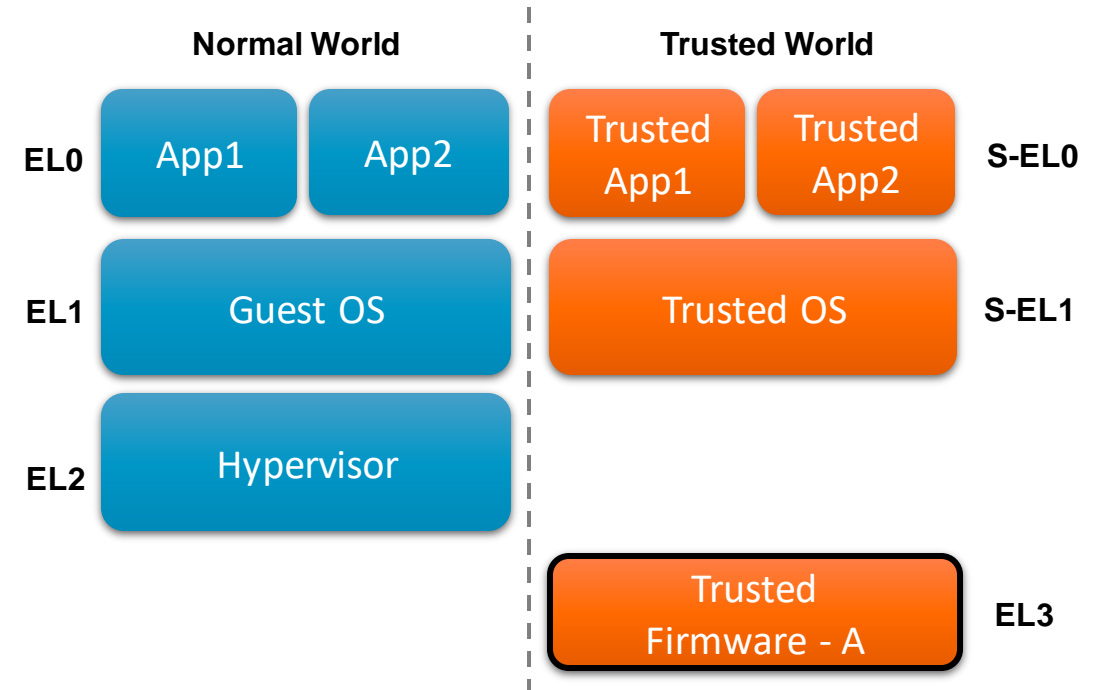 Normal World
Trusted World
EL0
App1
App2
Trusted
App1
Trusted
App2
S-EL0
EL1
Guest OS
Trusted OS
S-EL1
EL2
Hypervisor
Trusted
Firmware - A
EL3